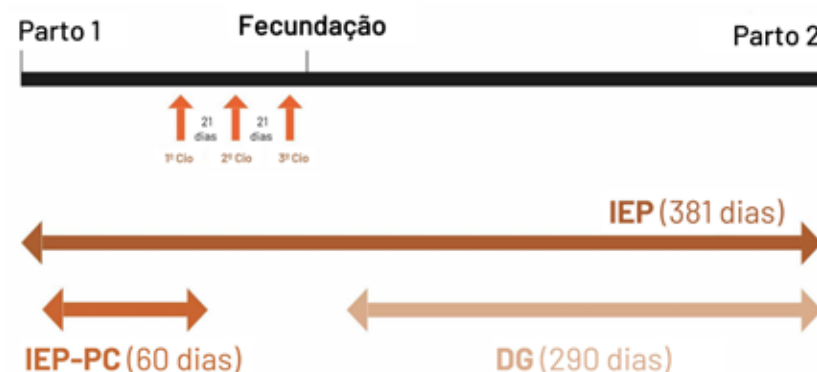 Parto 1
Fecundação
Parto 2
21
dias
21
dias
1º Cio
2º Cio
3º Cio
IEP (381 dias)
IEP-PC (60 dias)
DG (290 dias)